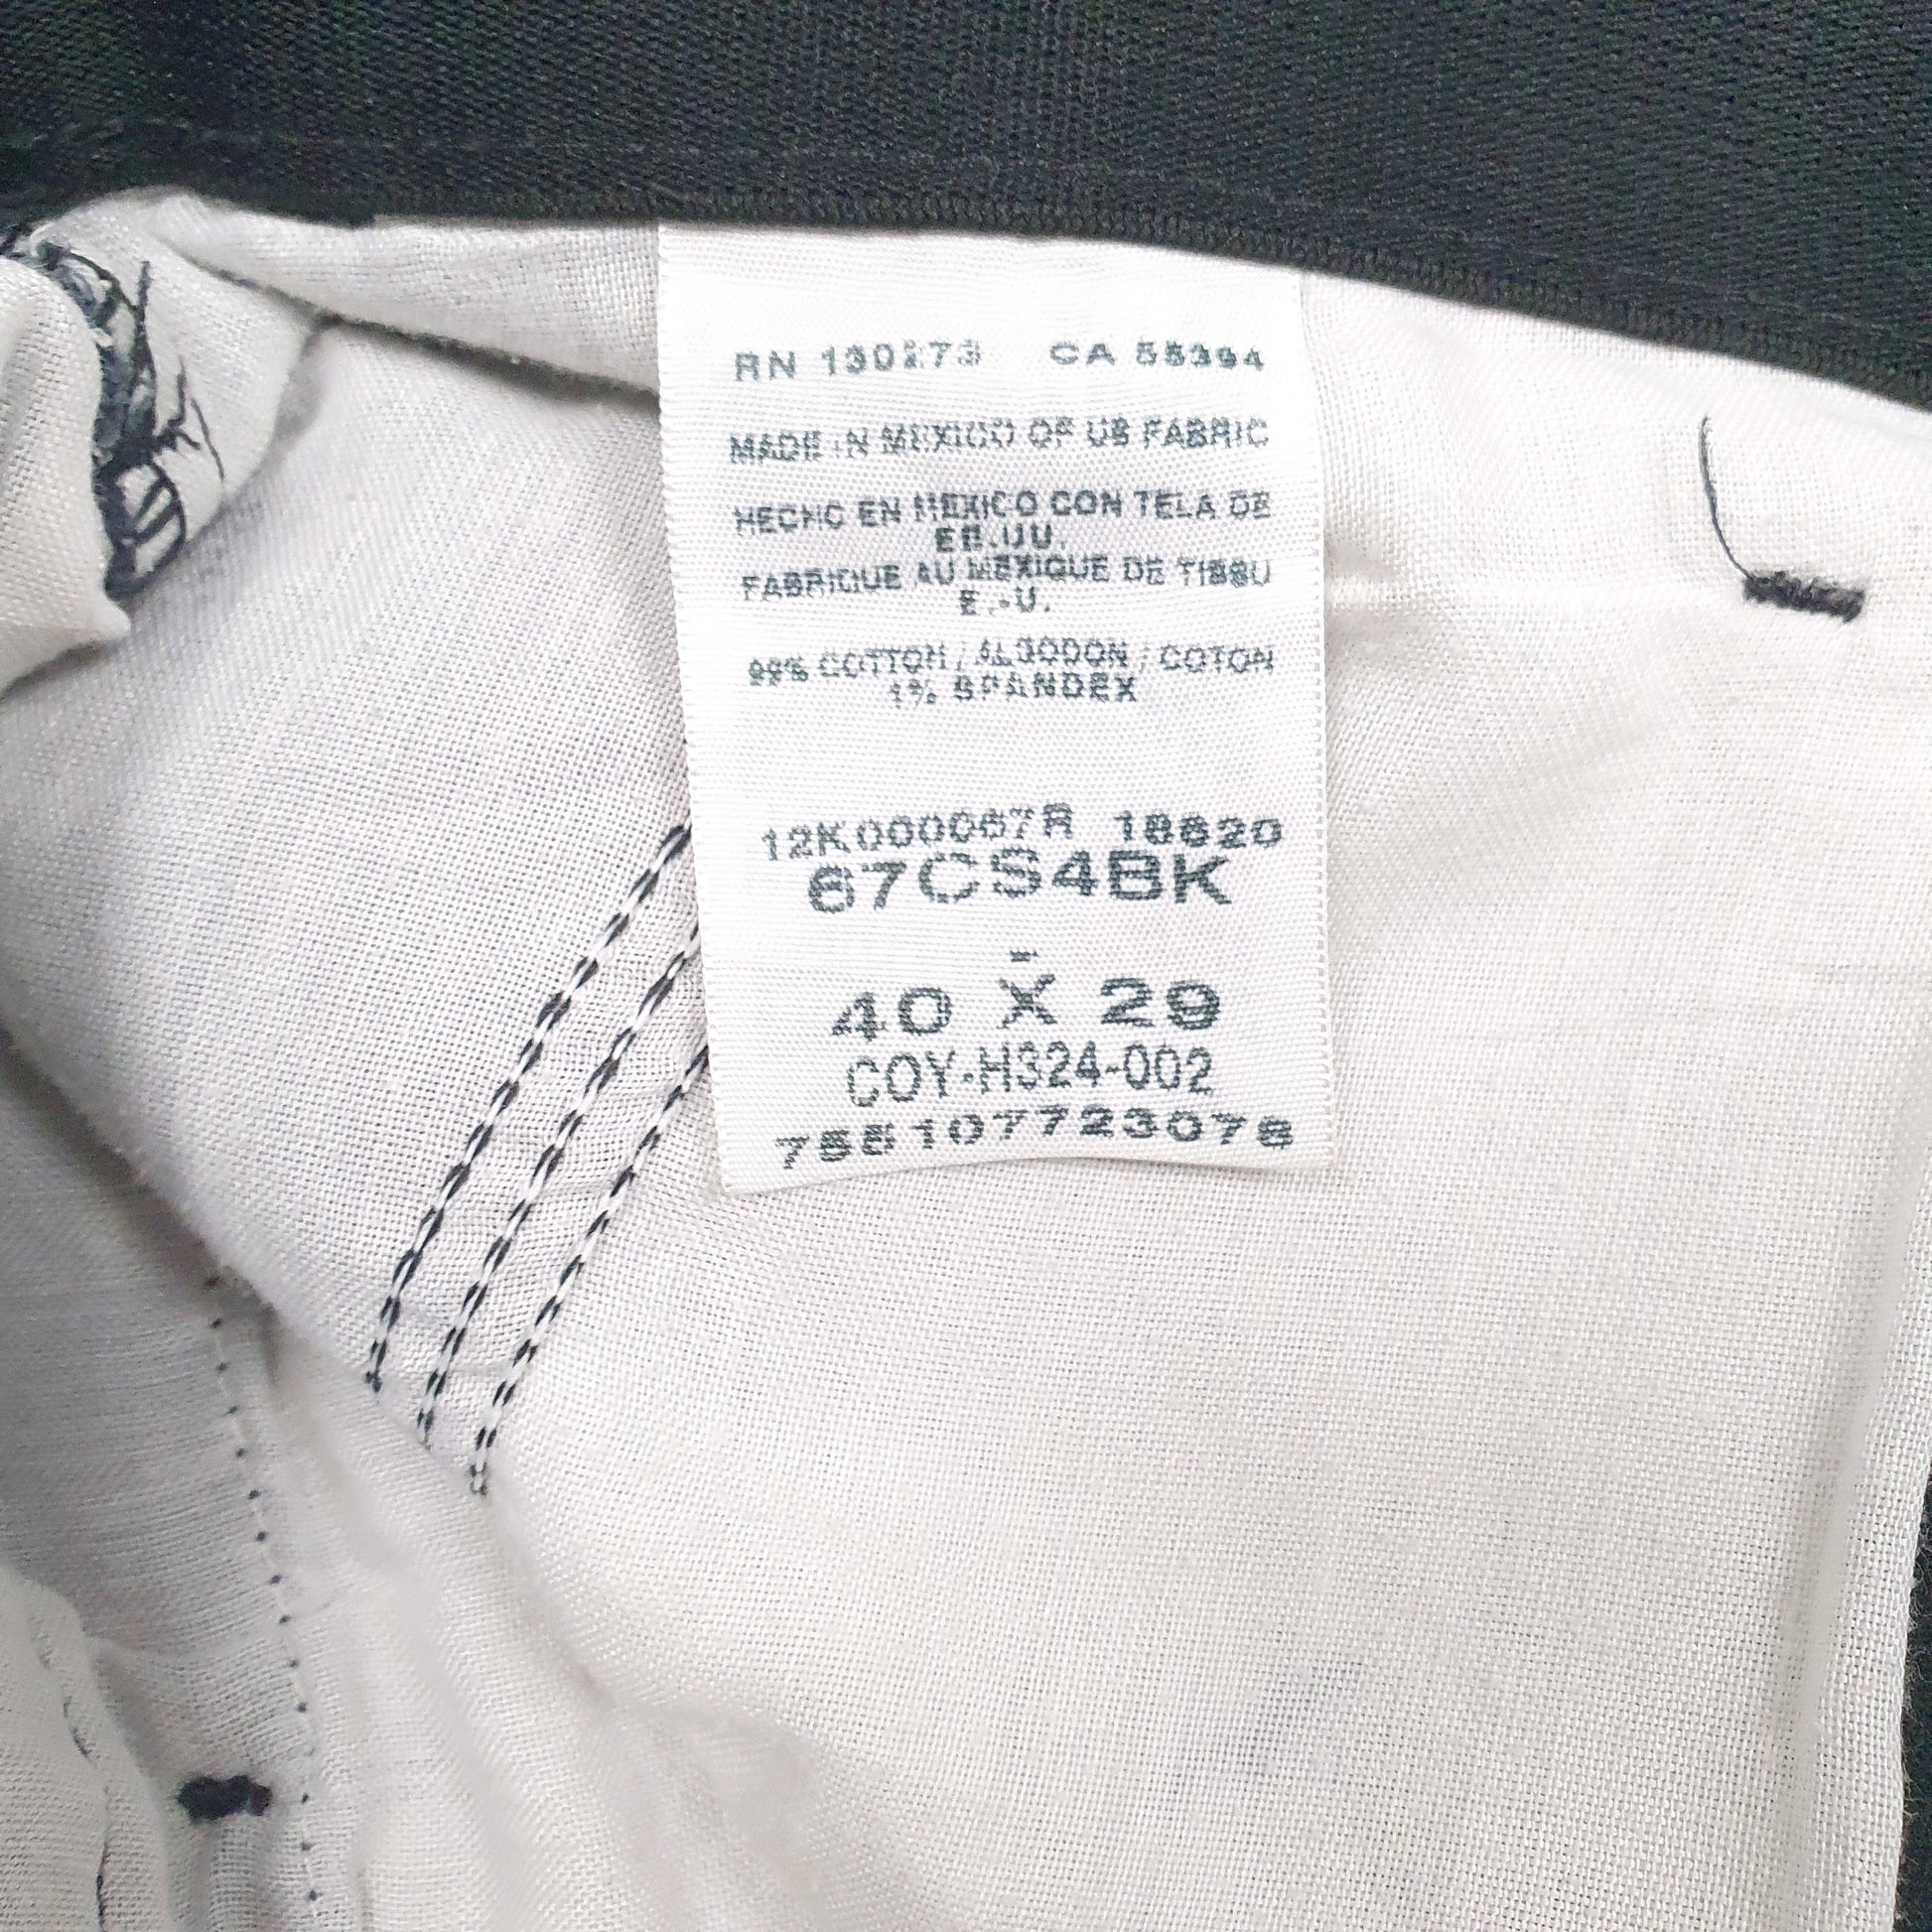 RN 130273 CA 55394
MADE IN MEXICO OF US FABRIC
HECHO EN MEXICO CON TELA DE
EE.UU.
FABRIQUE AU MEXIQUE DE TISSU
E.-U.
99% COTTON / ALGODON / COTON
1% SPANDEX
12K000067R 18620
67CS4BK
-
40 X 29
COY-H324-002
755107723076